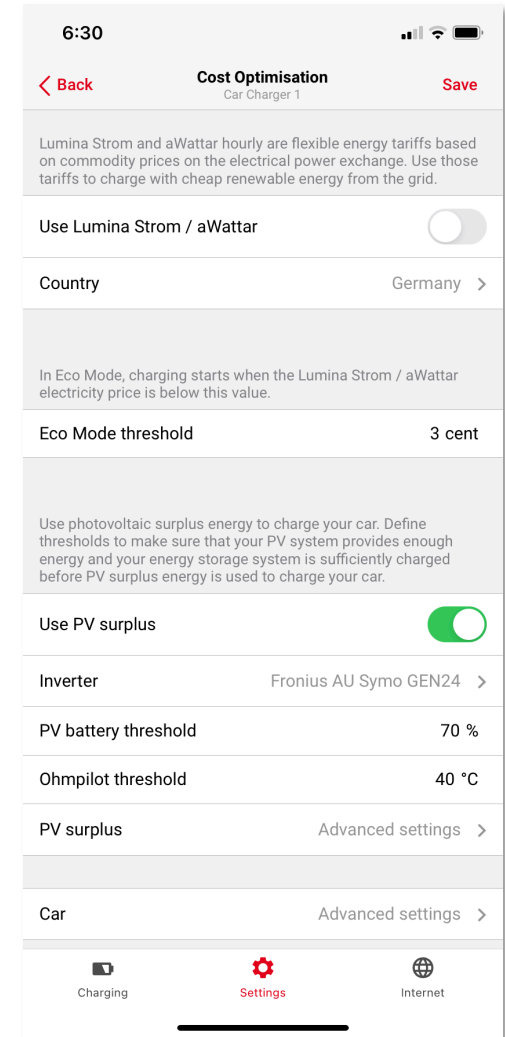 6:30
Back
Cost Optimisation
Save
Car Charger 1
Lumina Strom and aWattar hourly are flexible energy tariffs based
on commodity prices on the electrical power exchange. Use those
tariffs to charge with cheap renewable energy from the grid.
Use Lumina Strom / aWattar
Country Germany
In Eco Mode, charging starts when the Lumina Strom / aWattar
electricity price is below this value.
Eco Mode threshold 3 cent
Use photovoltaic surplus energy to charge your car. Define
thresholds to make sure that your PV system provides enough
energy and your energy storage system is sufficiently charged
before PV surplus energy is used to charge your car.
Use PV surplus
Inverter Fronius AU Symo GEN24
PV battery threshold 70 %
Ohmpilot threshold 40 °C
PV surplus Advanced settings
Car Advanced settings
Charging Settings Internet